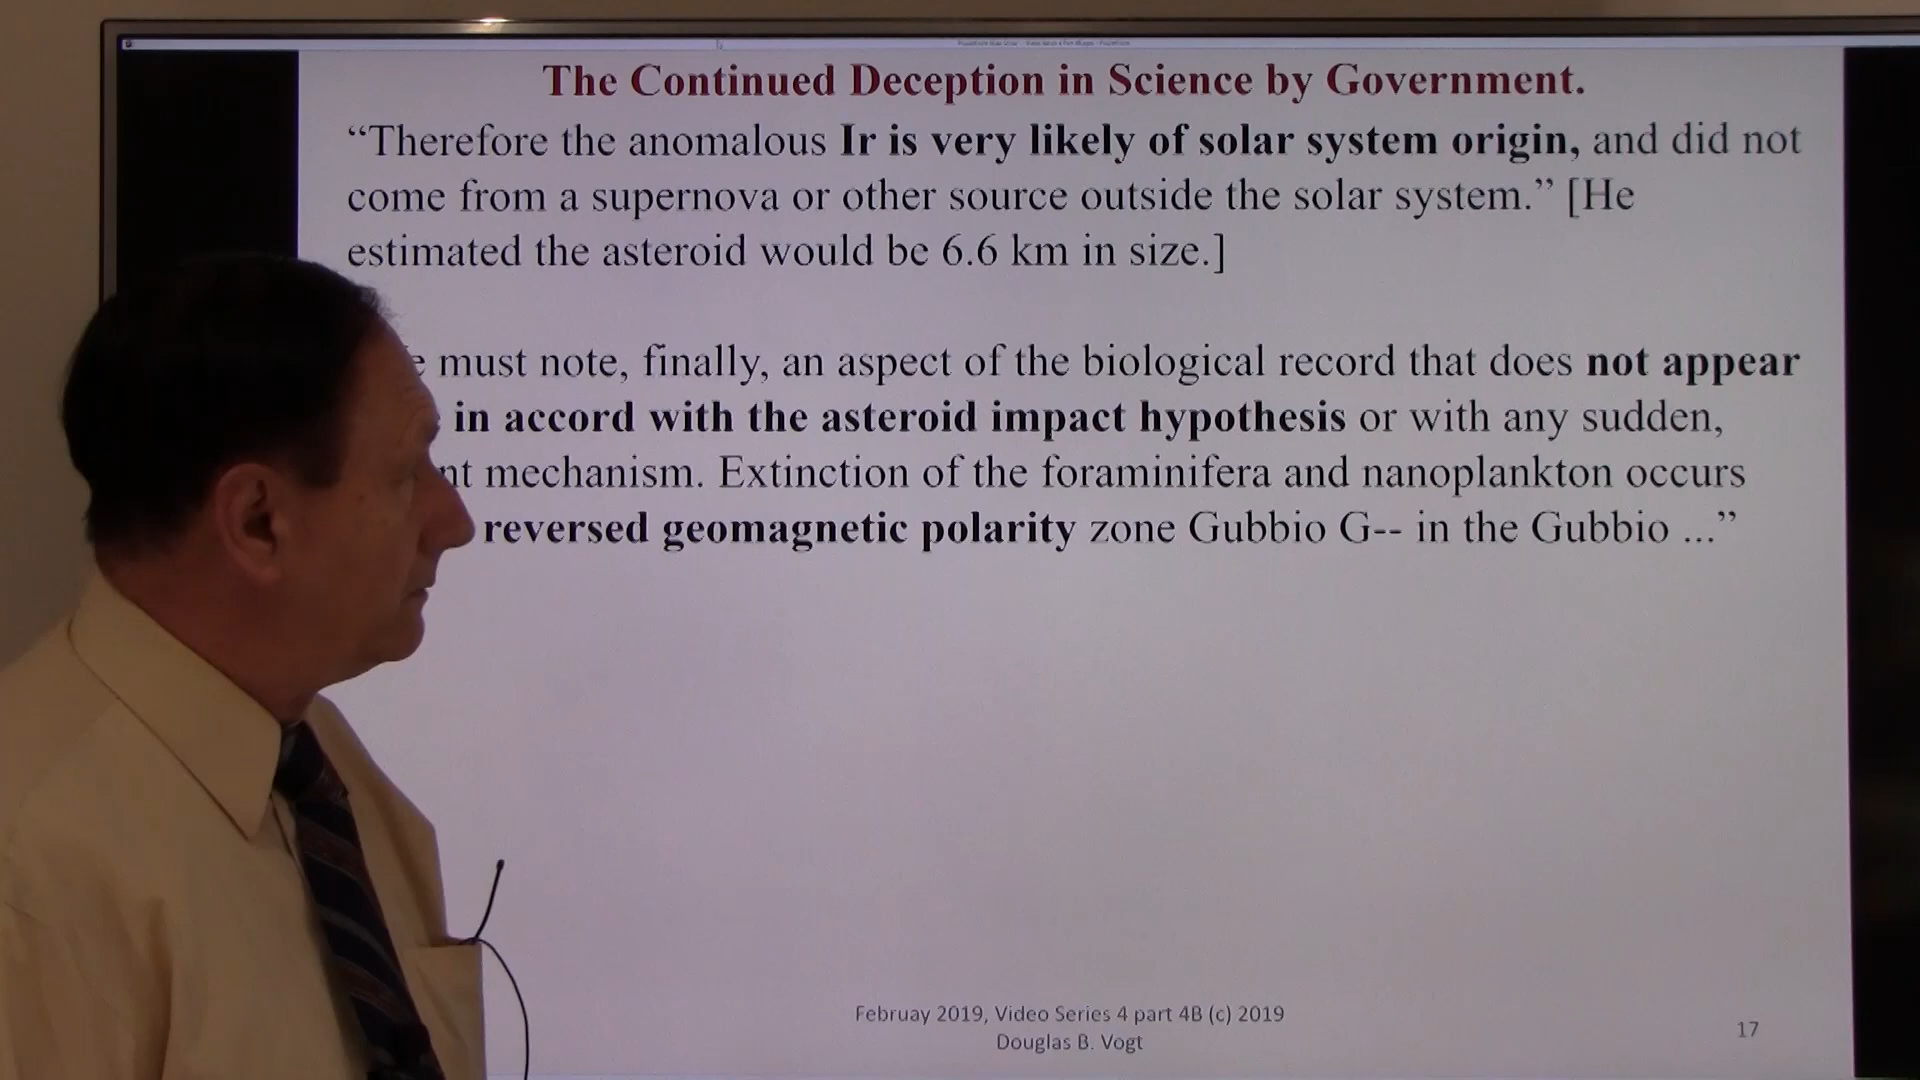 The Continued Deception in Science by Government.
“Therefore the anomalous Ir is very likely of solar system origin, and did not
come from a supernova or other source outside the solar system.” [He
estimated the asteroid would be 6.6 km in size.]
must note, finally, an aspect of the biological record that does not appear
in accord with the asteroid impact hypothesis or with any sudden,
mechanism. Extinction of the foraminifera and nanoplankton occurs
reversed geomagnetic polarity zone Gubbio G-- in the Gubbio ...”
Februay 2019, Video Series 4 part 4B (c) 2019
Douglas B. Vogt
17